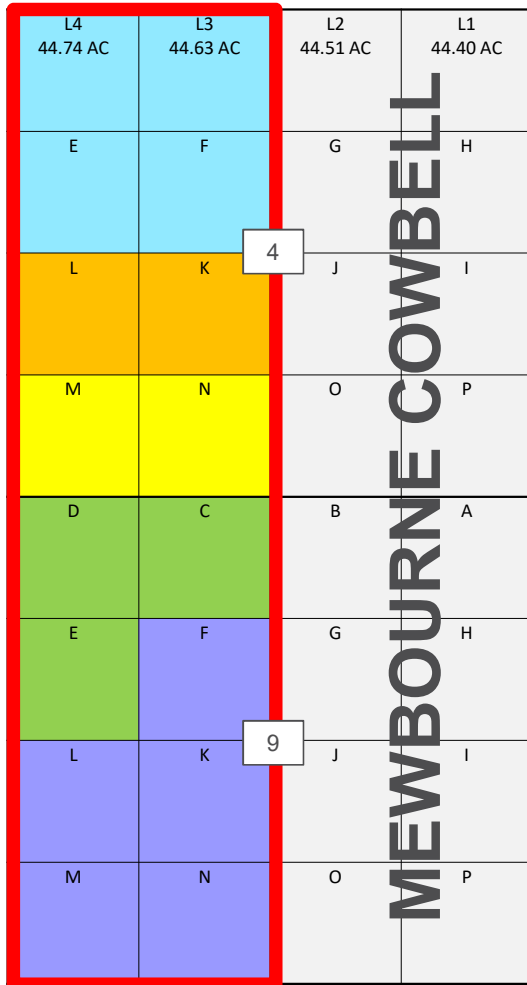 L4 L3 L2 L1
44.74 AC 44.63 AC 44.51 AC 44.40 AC
E F G H
4
L K J I
M N O P
D C B A
E F G H
9
L K J I
M N O P
MEWBOURNE COWBELL